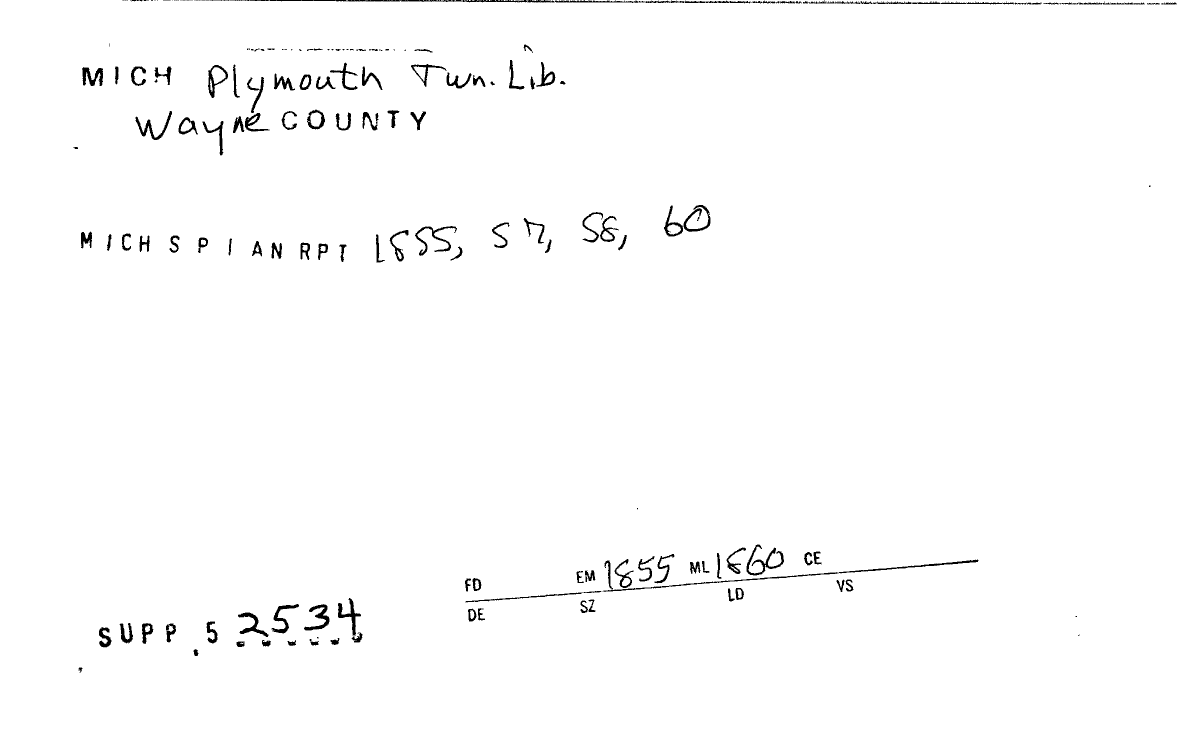 MICH Plymouth Twn. Lib.
Wayne COUNTY
MICH S P I AN RPT 1855, 57, 58, 60
FD EM 1855 ML 1860 CE
DE SZ LD VS
SUPP. 5 2534